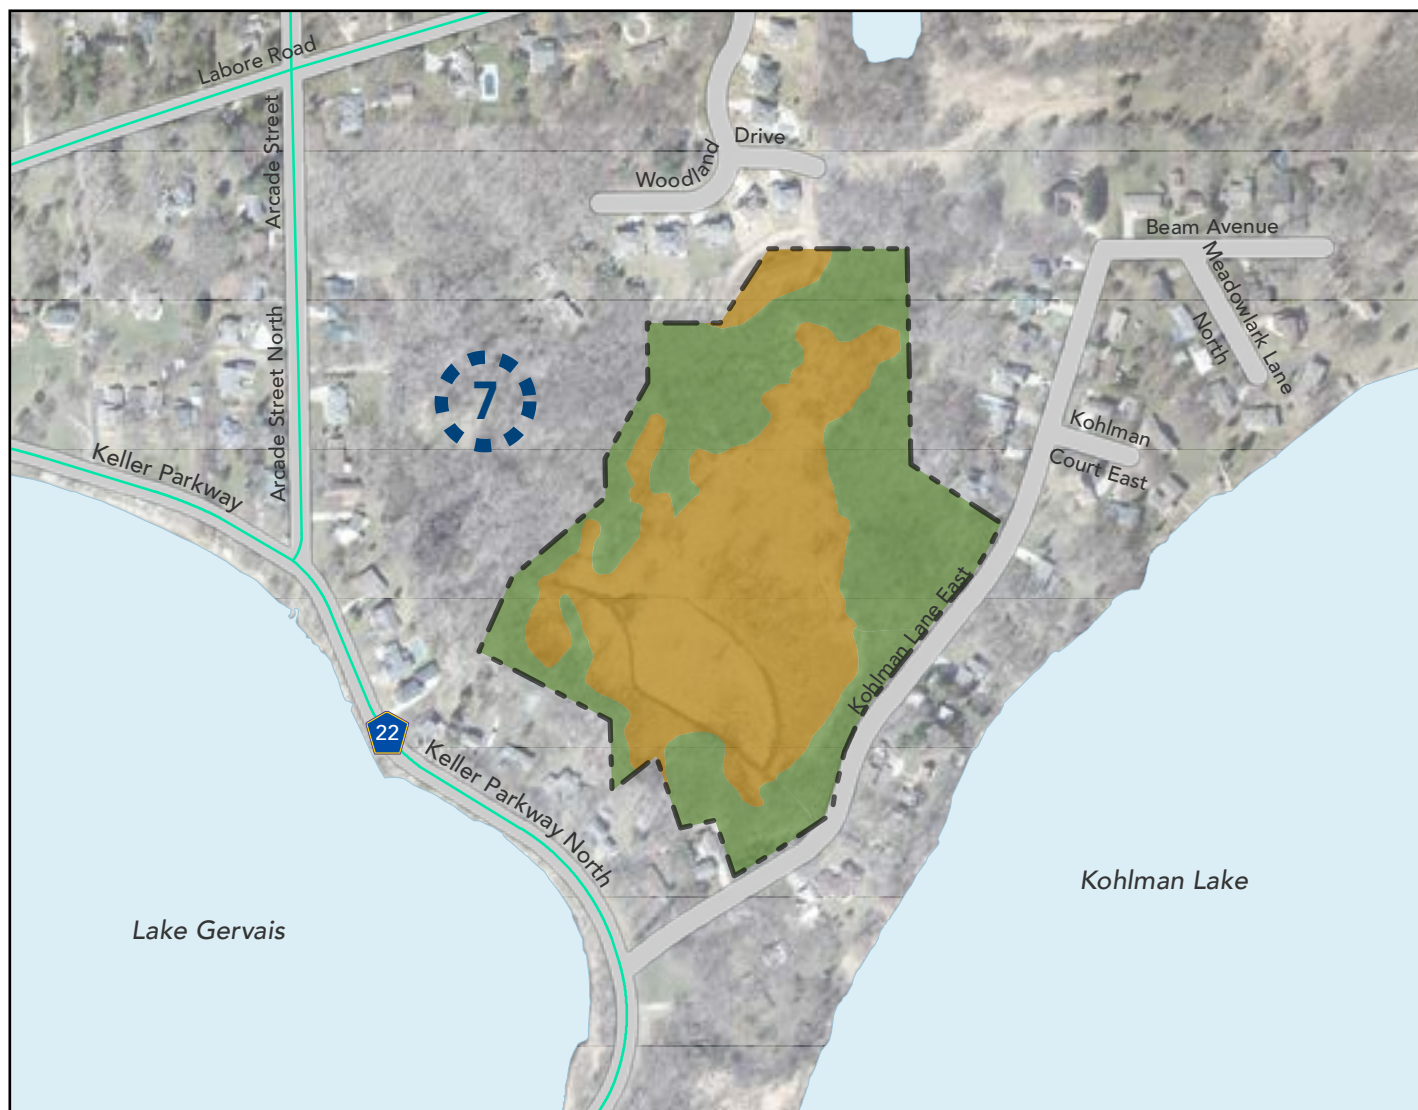 Labore Road
Arcade Street
Drive
Woodland
Beam Avenue
Meadowlark Lane
North
Arcade Street North
7
Kohlman
Court East
Keller Parkway
Kohlman Lane East
22
Keller Parkway North
Kohlman Lake
Lake Gervais